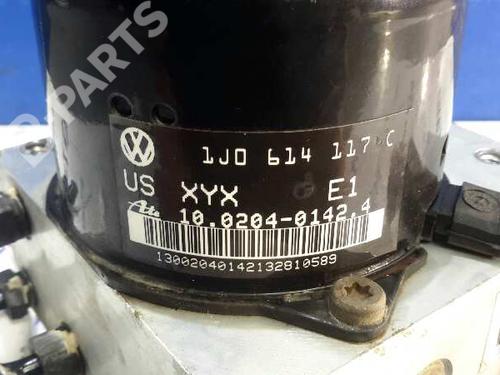 B-PARTS
1J0 614 117 C
US XYX E1
Ate 10.0204-0142.4
13002040142132810589